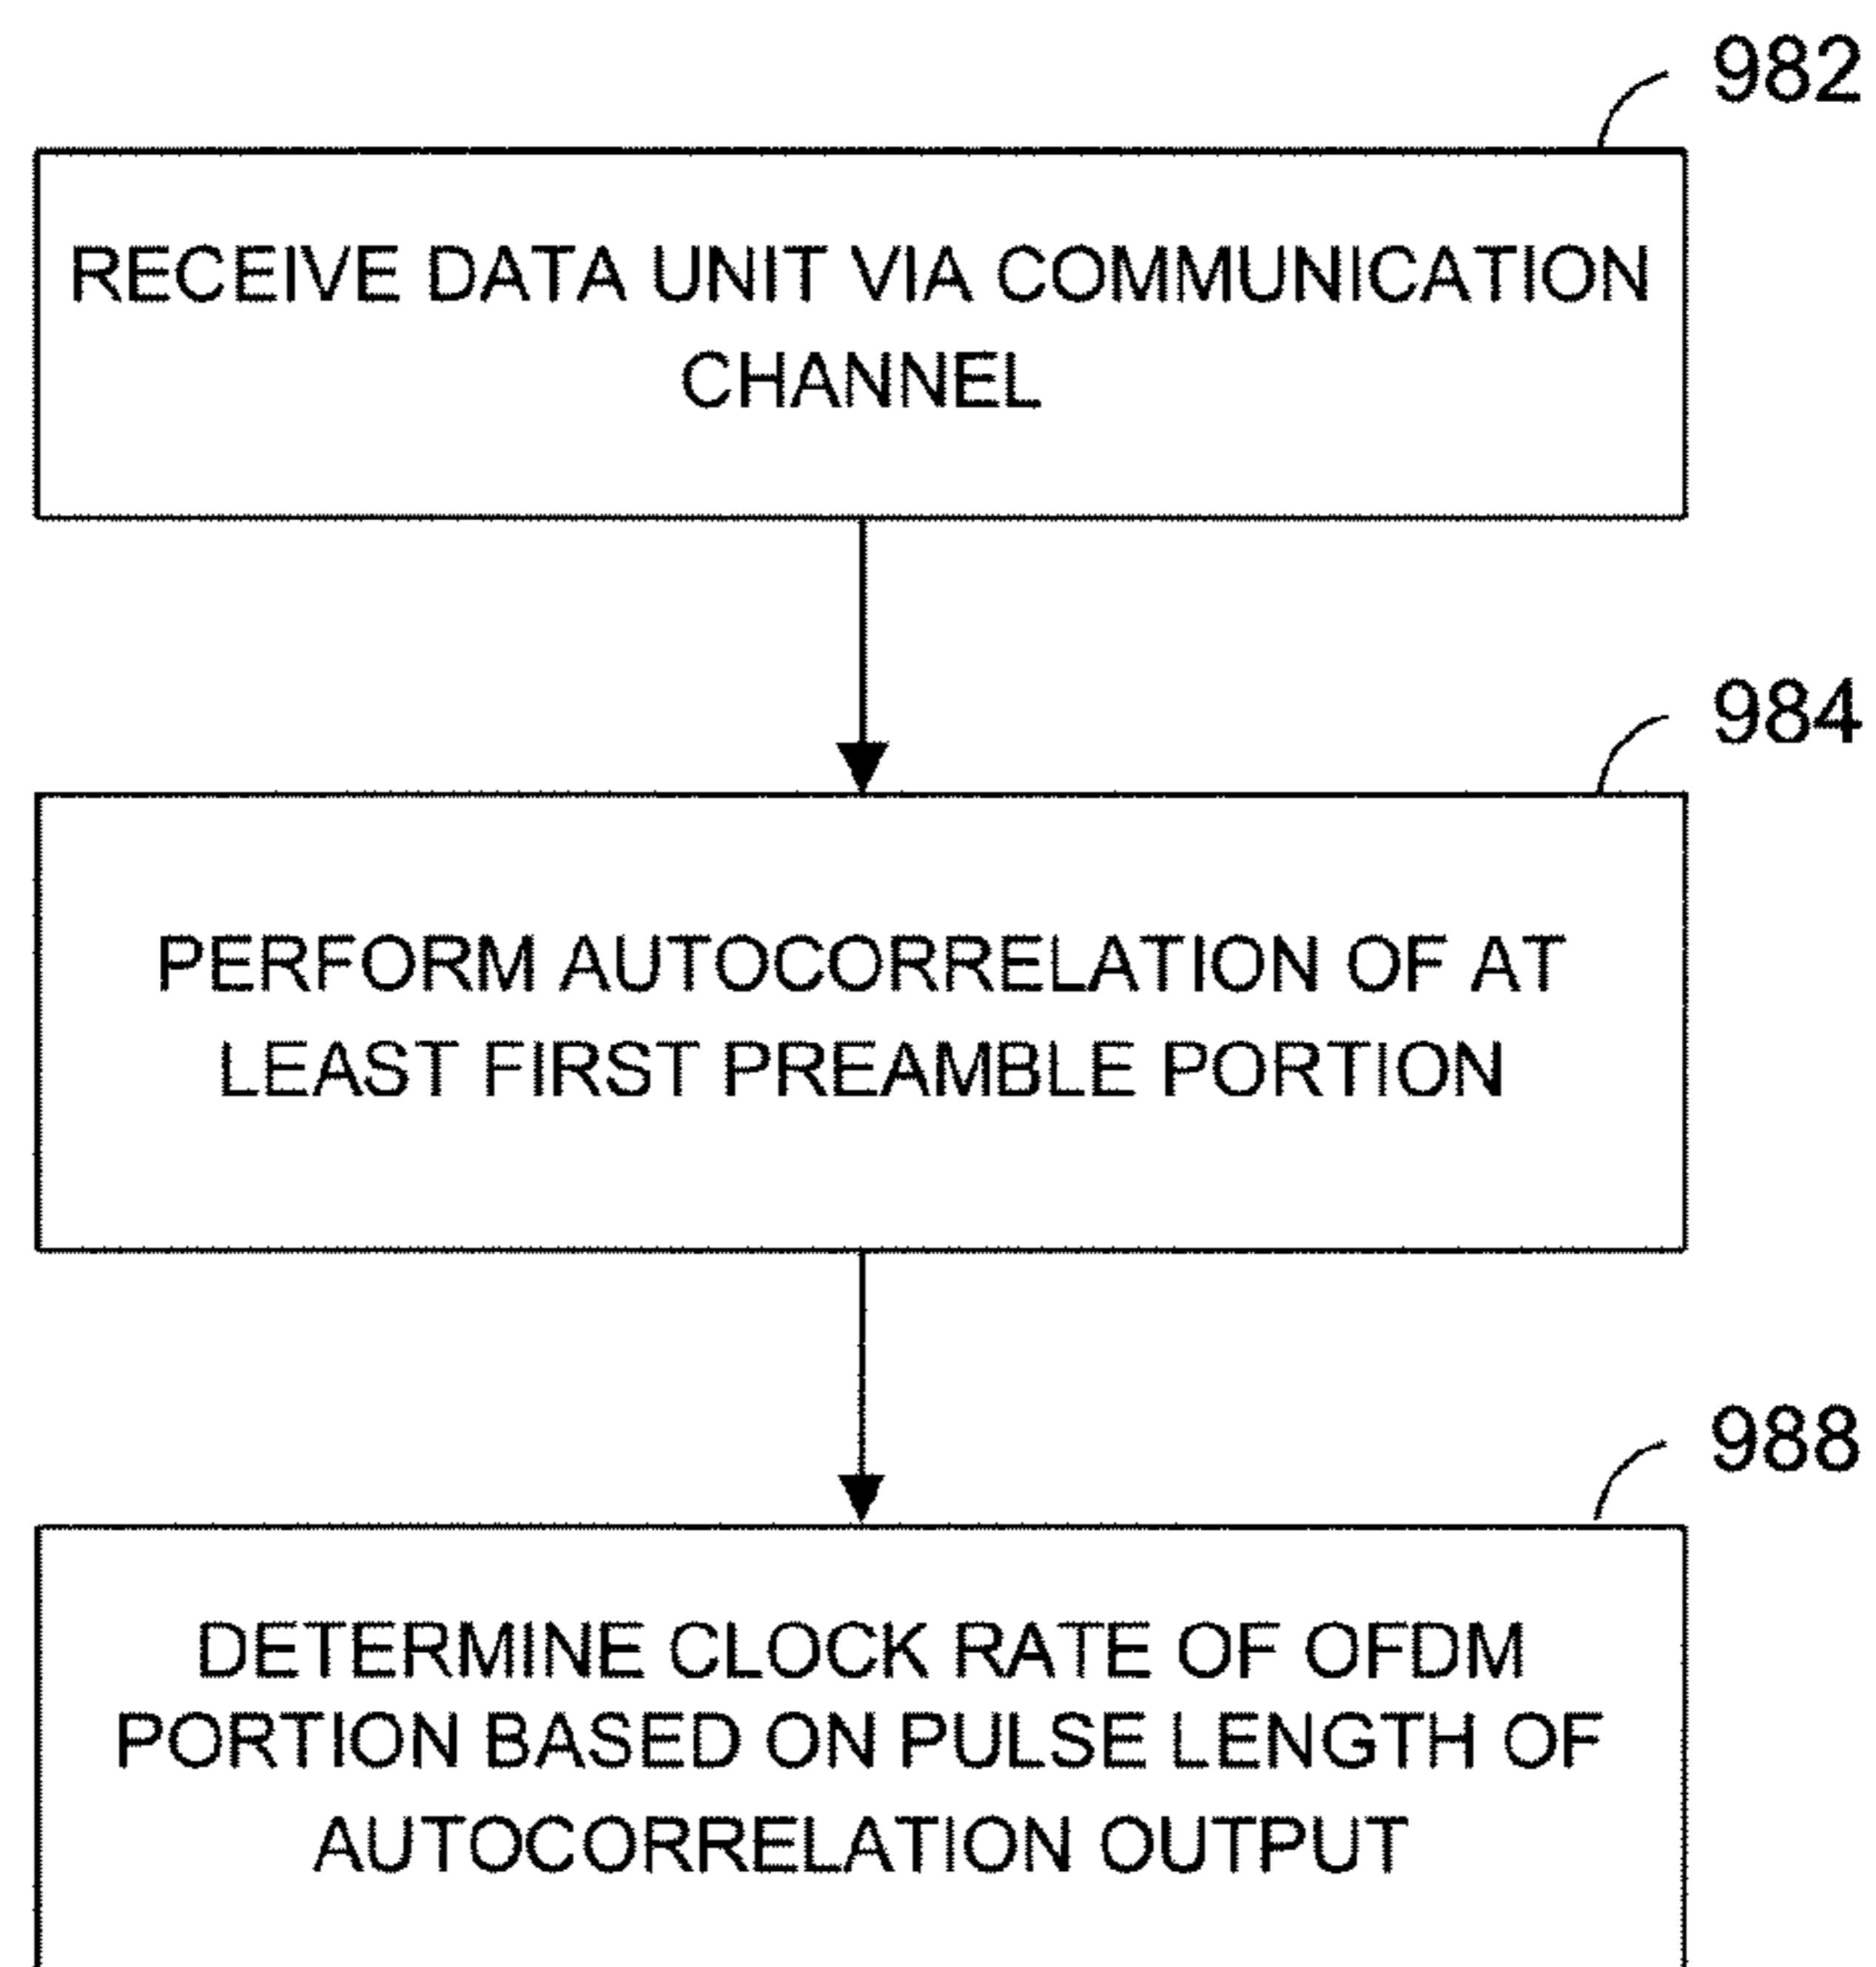 982
RECEIVE DATA UNIT VIA COMMUNICATION
CHANNEL
984
PERFORM AUTOCORRELATION OF AT
LEAST FIRST PREAMBLE PORTION
988
DETERMINE CLOCK RATE OF OFDM
PORTION BASED ON PULSE LENGTH OF
AUTOCORRELATION OUTPUT